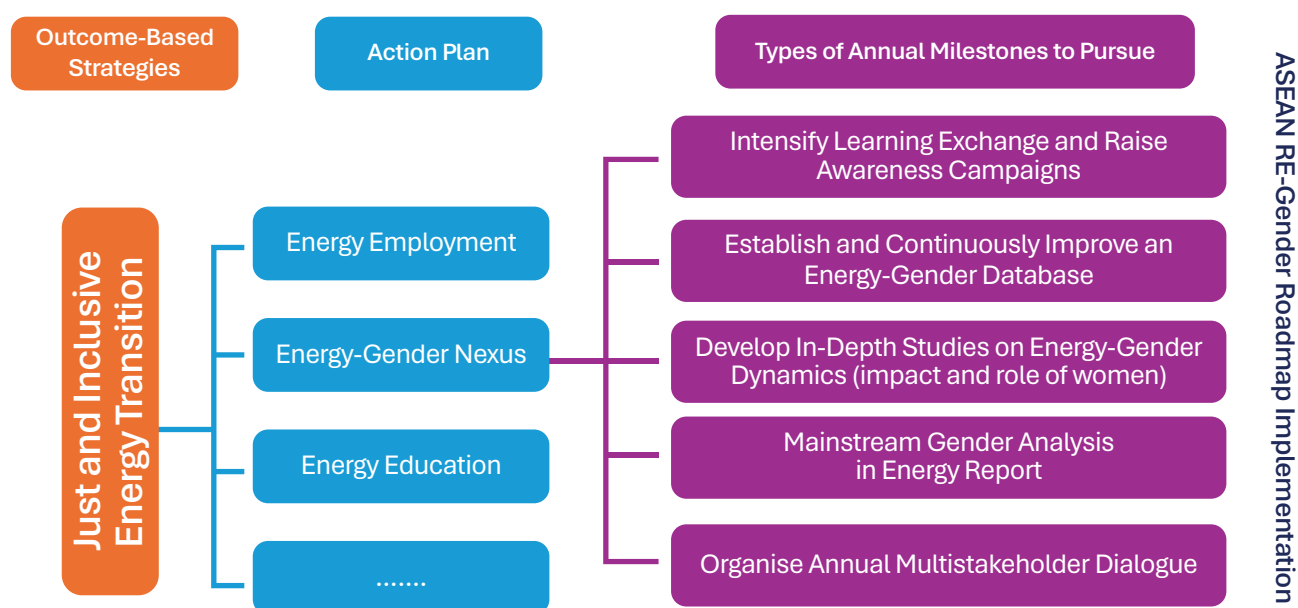 Outcome-Based
Strategies
Action Plan
Types of Annual Milestones to Pursue
Just and Inclusive
Energy Transition
Energy Employment
Energy-Gender Nexus
Energy Education
.......
Intensify Learning Exchange and Raise
Awareness Campaigns
Establish and Continuously Improve an
Energy-Gender Database
Develop In-Depth Studies on Energy-Gender
Dynamics (impact and role of women)
Mainstream Gender Analysis
in Energy Report
Organise Annual Multistakeholder Dialogue
ASEAN RE-Gender Roadmap Implementation